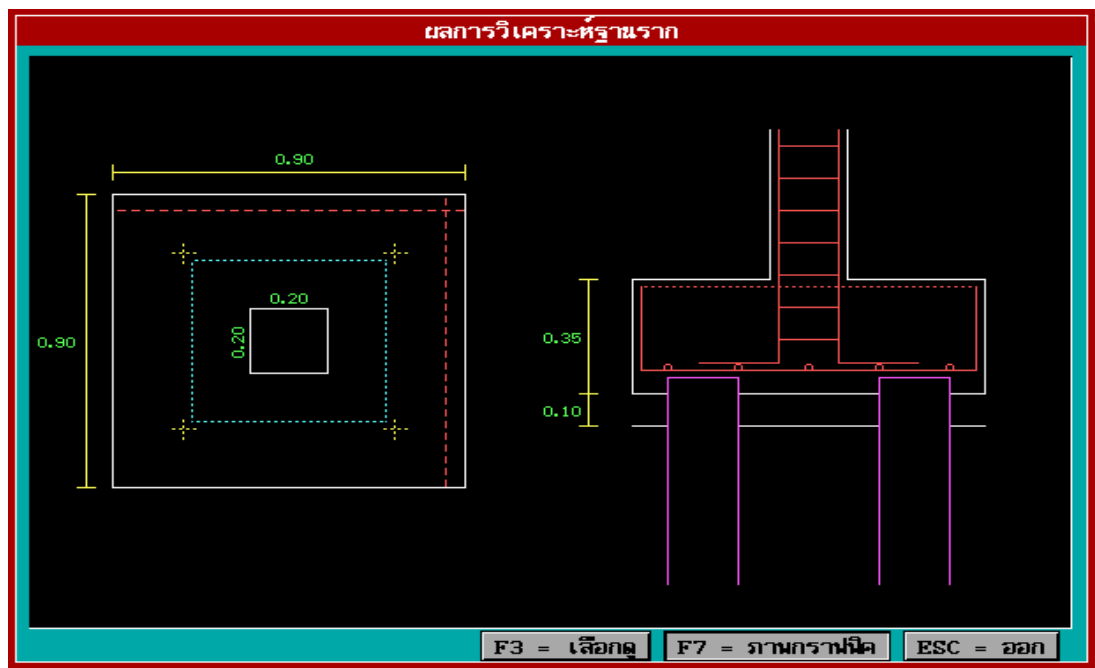 ผลการวิเคราะห์ฐานราก
0.90
0.90
0.20
0.20
0.35
0.10
F3 = เลือกดู
F7 = ภาพกราฟนิค
ESC = ออก